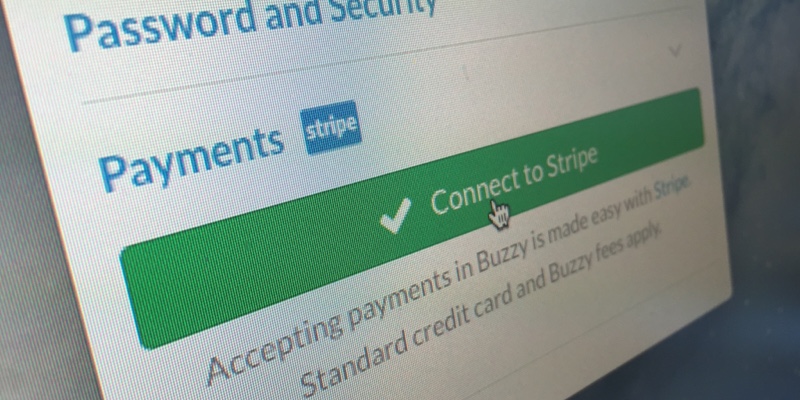 Password and Security
Payments stripe
Connect to Stripe
Accepting payments in Buzzy is made easy with Stripe.
Standard credit card and Buzzy fees apply.